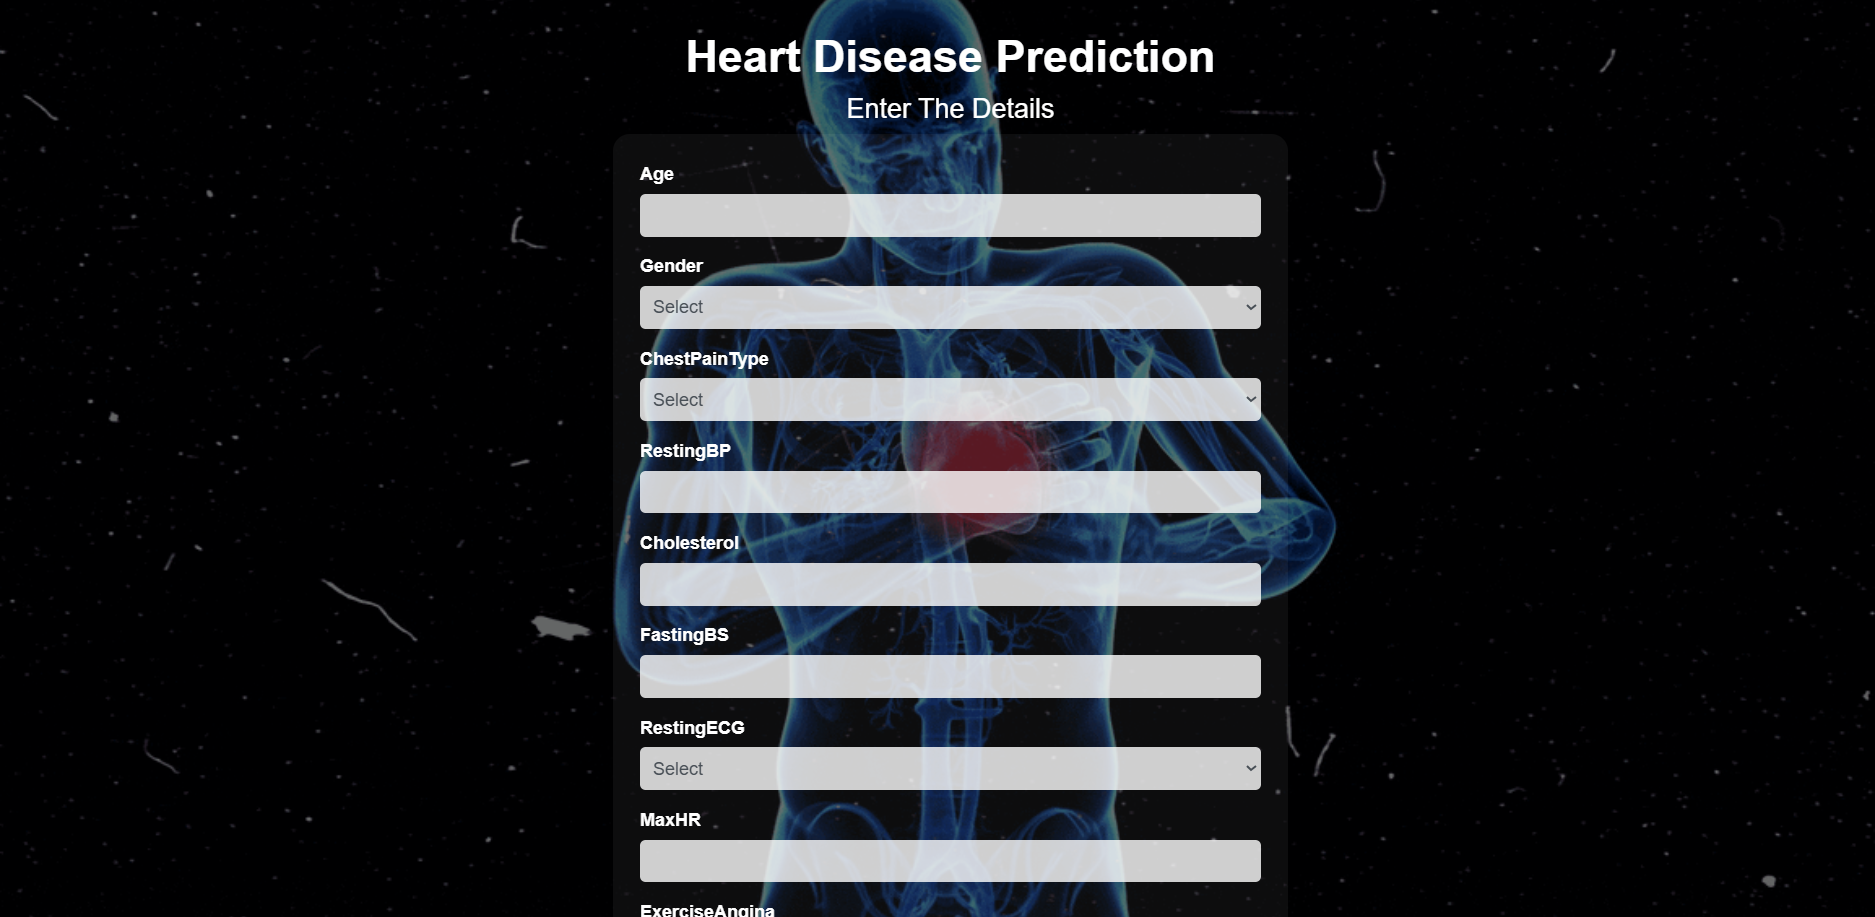 Heart Disease Prediction
Enter The Details
Age
Gender
Select
ChestPainType
Select
RestingBP
Cholesterol
FastingBS
RestingECG
Select
MaxHR
ExerciseAngina